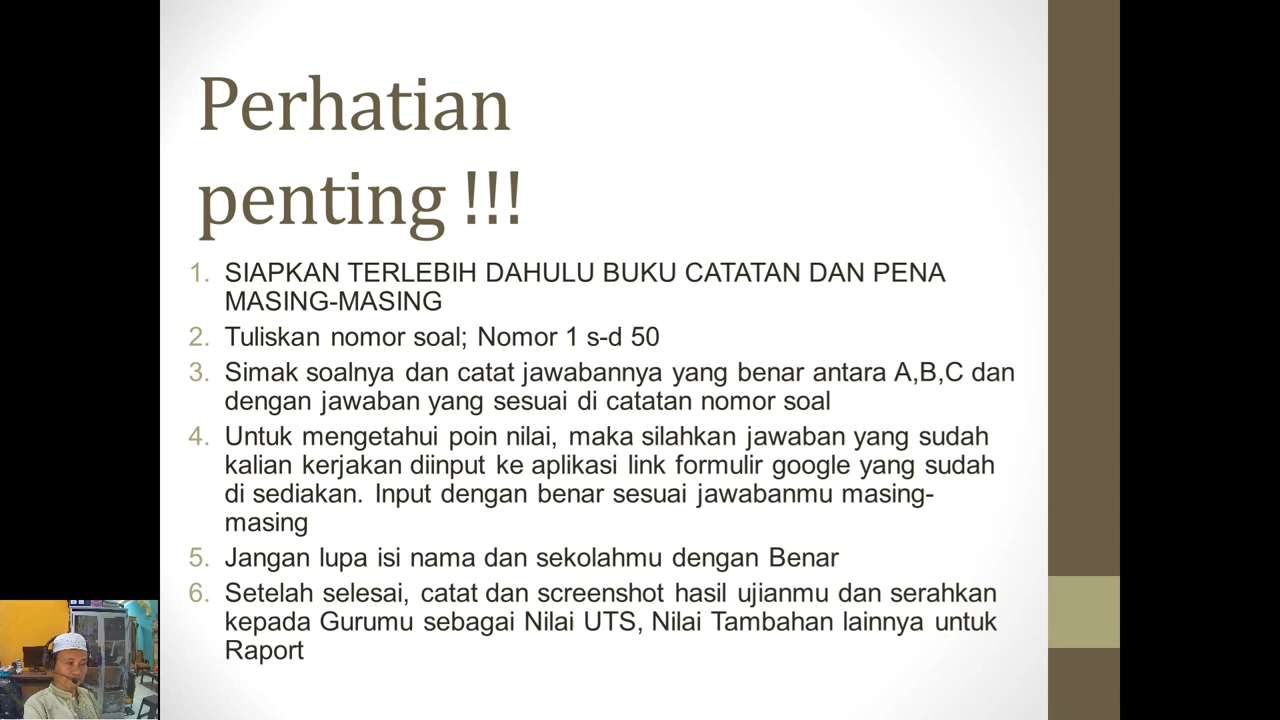 Perhatian
penting !!!
1. SIAPKAN TERLEBIH DAHULU BUKU CATATAN DAN PENA
MASING-MASING
2. Tuliskan nomor soal; Nomor 1 s-d 50
3. Simak soalnya dan catat jawabannya yang benar antara A,B,C dan
dengan jawaban yang sesuai di catatan nomor soal
4. Untuk mengetahui poin nilai, maka silahkan jawaban yang sudah
kalian kerjakan diinput ke aplikasi link formulir google yang sudah
di sediakan. Input dengan benar sesuai jawabanmu masing-
masing
5. Jangan lupa isi nama dan sekolahmu dengan Benar
6. Setelah selesai, catat dan screenshot hasil ujianmu dan serahkan
kepada Gurumu sebagai Nilai UTS, Nilai Tambahan lainnya untuk
Raport